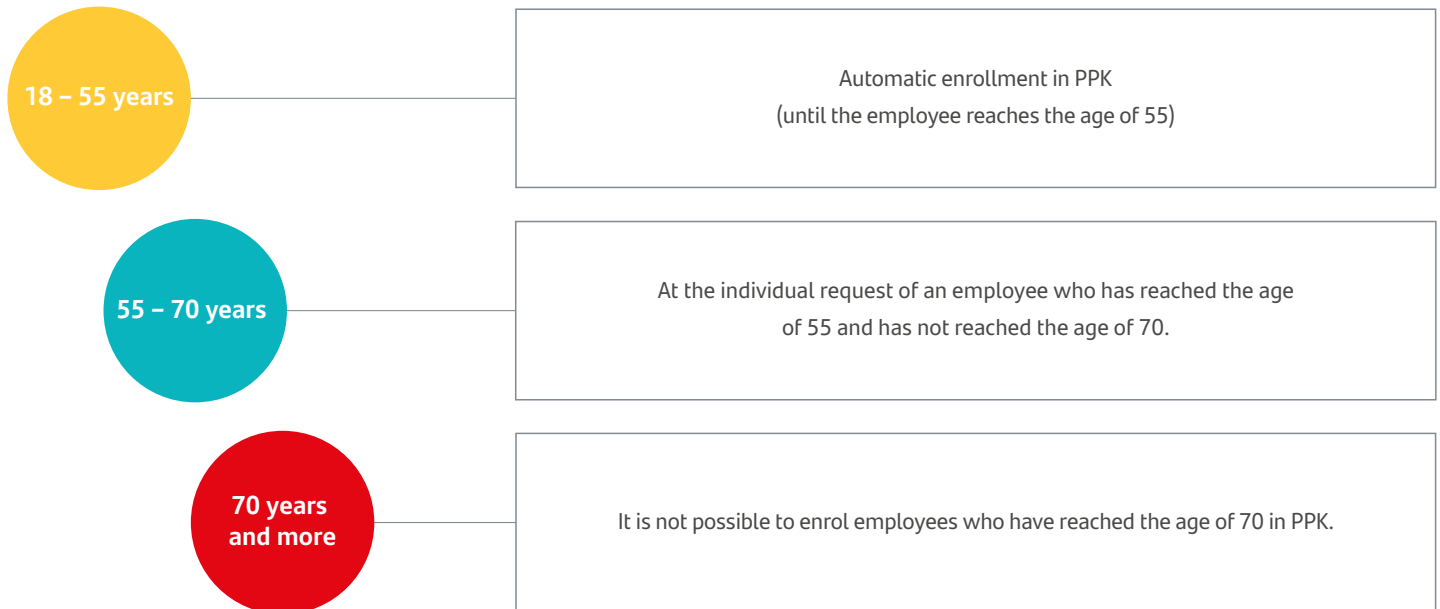 18 – 55 years
Automatic enrollment in PPK
(until the employee reaches the age of 55)
55 – 70 years
At the individual request of an employee who has reached the age
of 55 and has not reached the age of 70.
70 years
and more
It is not possible to enrol employees who have reached the age of 70 in PPK.